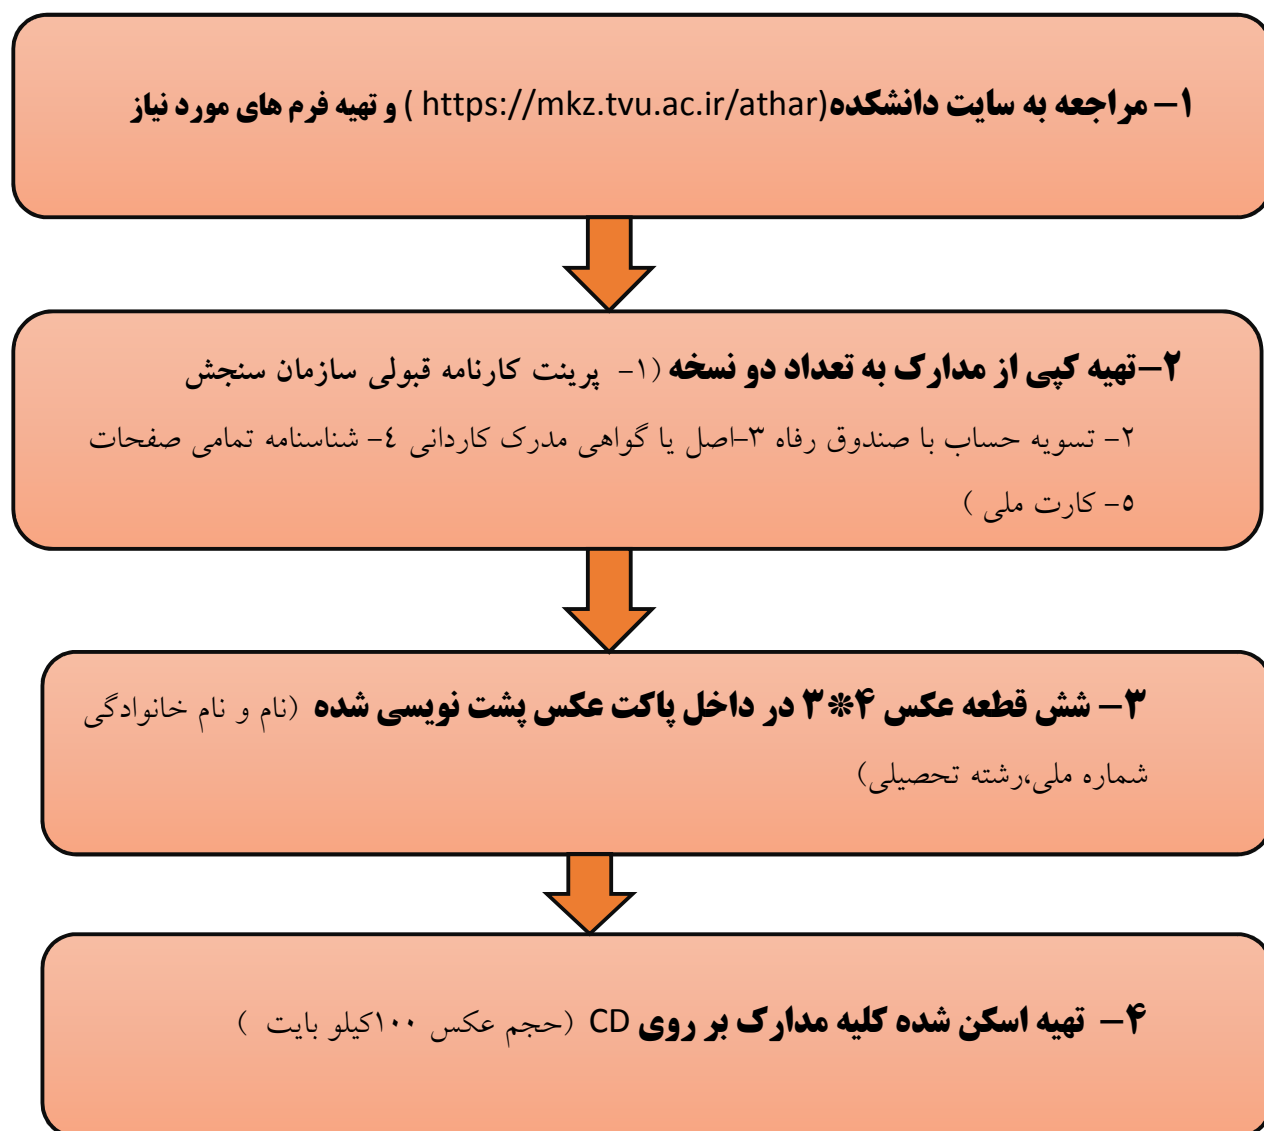 ۱- مراجعه به سایت دانشکده(https://mkz.tvu.ac.ir/athar ) و تهیه فرم های مورد نیاز
۲-تهیه کپی از مدارک به تعداد دو نسخه (۱- پرینت کارنامه قبولی سازمان سنجش
۲- تسویه حساب با صندوق رفاه ۳-اصل یا گواهی مدرک کاردانی ٤- شناسنامه تمامی صفحات
۵- کارت ملی )
۳- شش قطعه عکس ۴*۳ در داخل پاکت عکس پشت نویسی شده (نام و نام خانوادگی
شماره ملی،رشته تحصیلی)
۴- تهیه اسکن شده کلیه مدارک بر روی CD (حجم عکس ۱۰۰کیلو بایت )